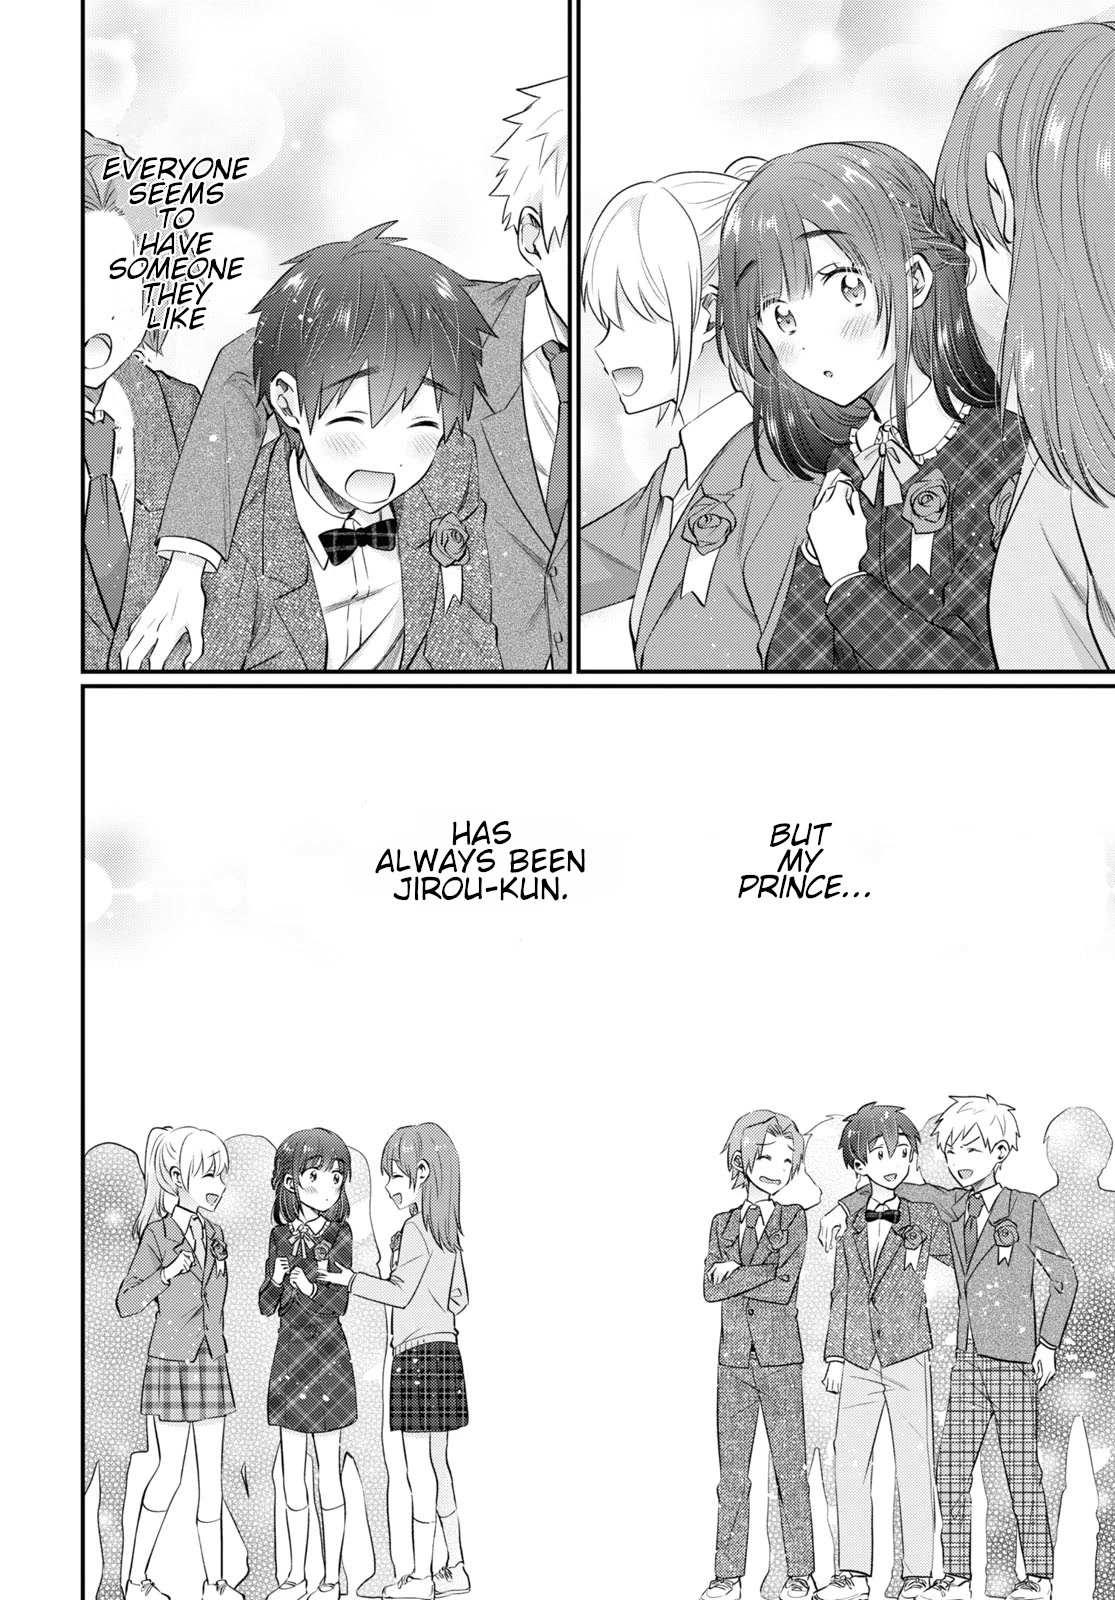 EVERYONE
SEEMS
TO
HAVE
SOMEONE
THEY
LIKE
BUT
MY
PRINCE...
HAS
ALWAYS BEEN
JIROU-KUN.